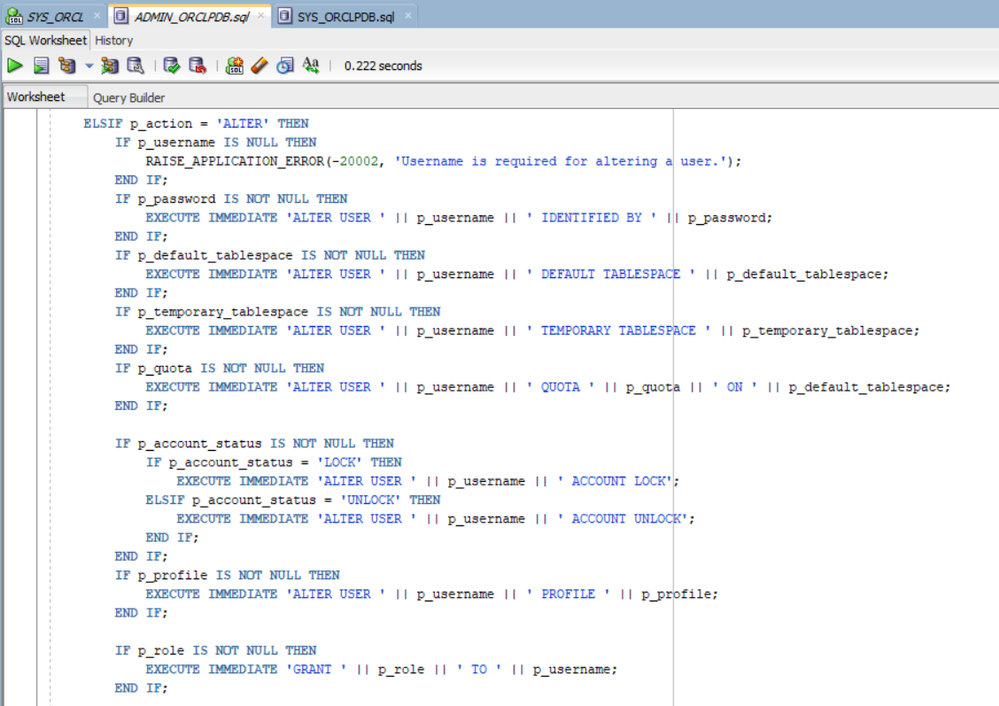 SYS_ORCL ADMIN_ORCLPDB.sql SYS_ORCLPDB.sql
SQL Worksheet History
0.222 seconds
Worksheet Query Builder
ELSIF p_action = 'ALTER' THEN
IF p_username IS NULL THEN
RAISE_APPLICATION_ERROR(-20002, 'Username is required for altering a user.');
END IF;
IF p_password IS NOT NULL THEN
EXECUTE IMMEDIATE 'ALTER USER ' || p_username || ' IDENTIFIED BY ' || p_password;
END IF;
IF p_default_tablespace IS NOT NULL THEN
EXECUTE IMMEDIATE 'ALTER USER ' || p_username || ' DEFAULT TABLESPACE ' || p_default_tablespace;
END IF;
IF p_temporary_tablespace IS NOT NULL THEN
EXECUTE IMMEDIATE 'ALTER USER ' || p_username || ' TEMPORARY TABLESPACE ' || p_temporary_tablespace;
END IF;
IF p_quota IS NOT NULL THEN
EXECUTE IMMEDIATE 'ALTER USER ' || p_username || ' QUOTA ' || p_quota || ' ON ' || p_default_tablespace;
END IF;
IF p_account_status IS NOT NULL THEN
IF p_account_status = 'LOCK' THEN
EXECUTE IMMEDIATE 'ALTER USER ' || p_username || ' ACCOUNT LOCK';
ELSIF p_account_status = 'UNLOCK' THEN
EXECUTE IMMEDIATE 'ALTER USER ' || p_username || ' ACCOUNT UNLOCK';
END IF;
END IF;
IF p_profile IS NOT NULL THEN
EXECUTE IMMEDIATE 'ALTER USER ' || p_username || ' PROFILE ' || p_profile;
END IF;
IF p_role IS NOT NULL THEN
EXECUTE IMMEDIATE 'GRANT ' || p_role || ' TO ' || p_username;
END IF;